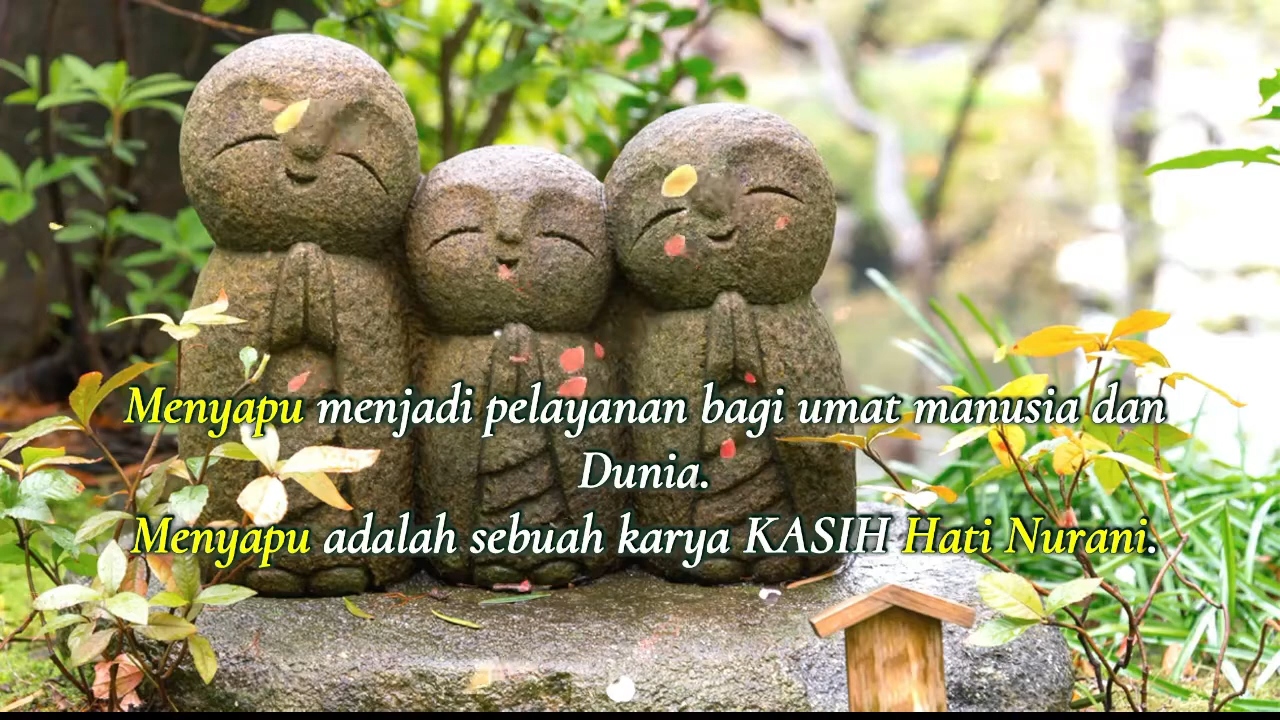 Menyapu menjadi pelayanan bagi umat manusia dan
Dunia.
Menyapu adalah sebuah karya KASIH Hati Nurani.